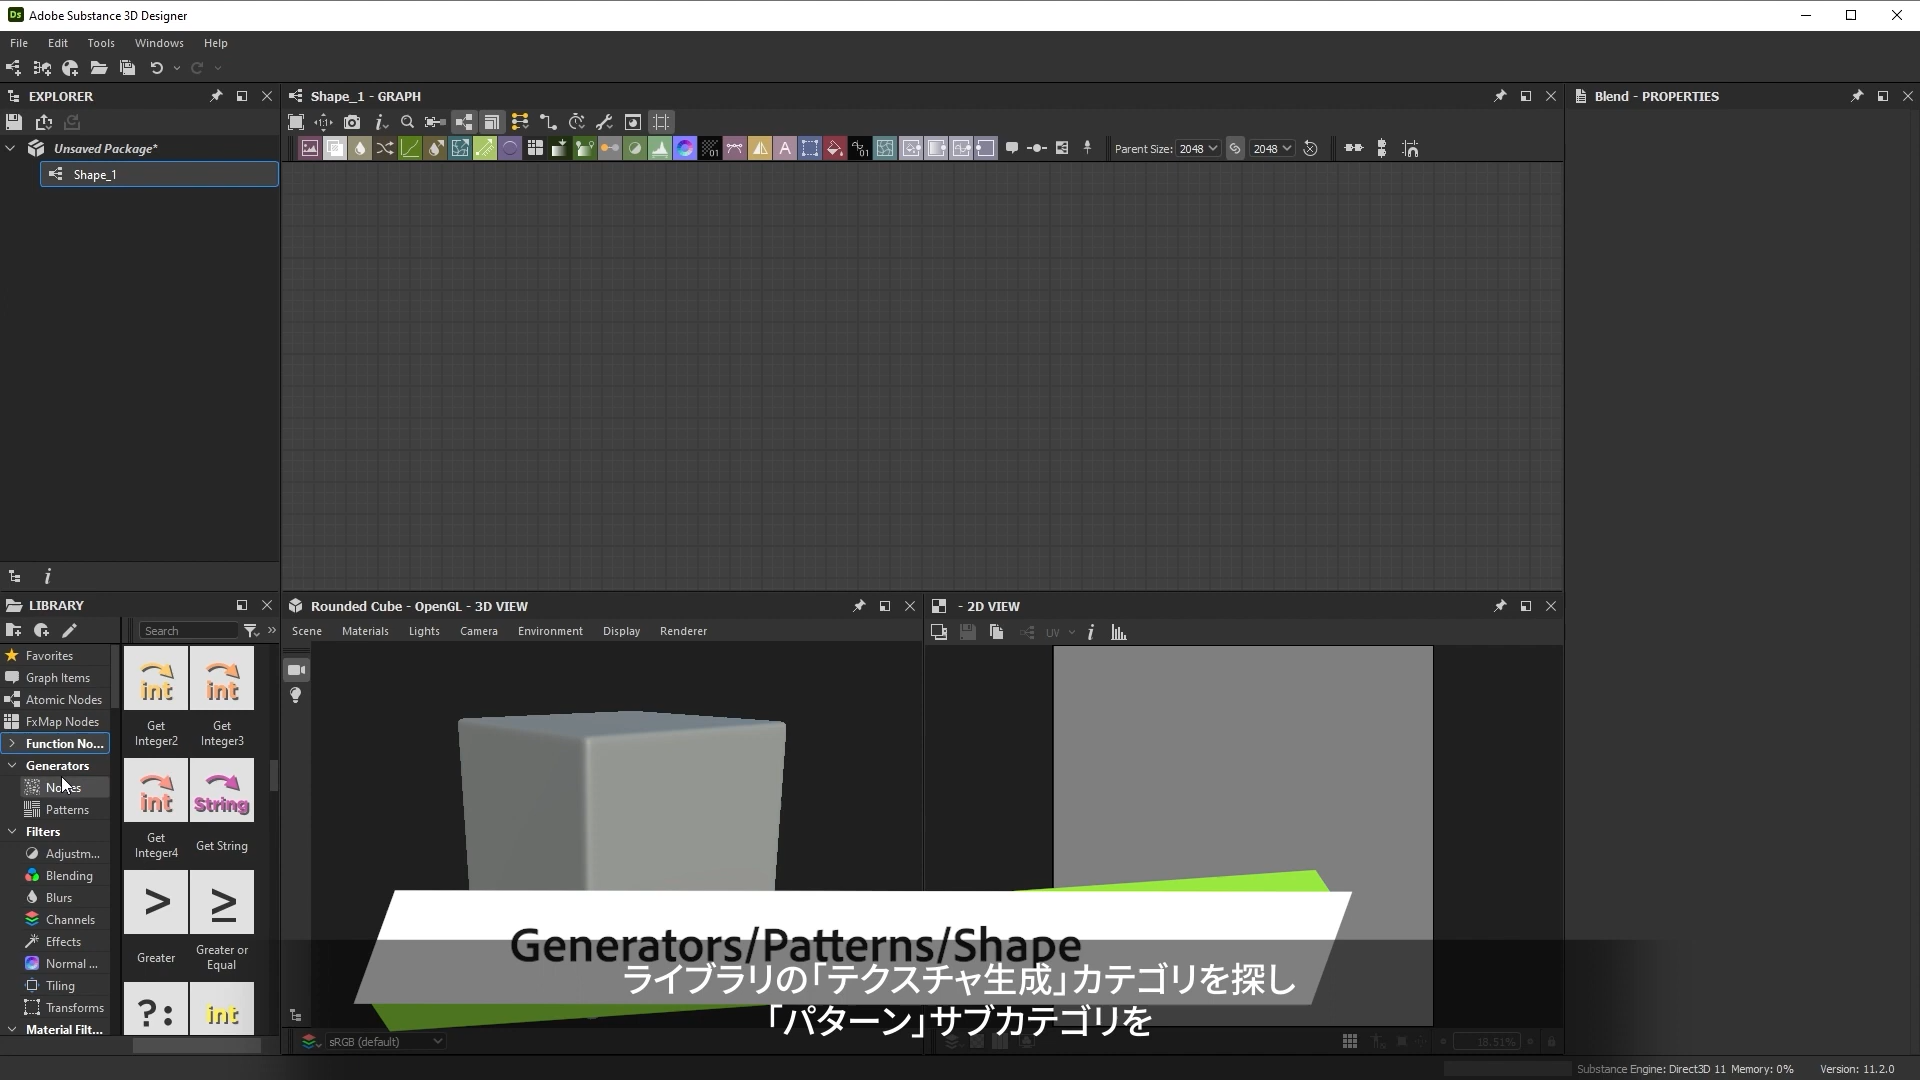 Adobe Substance 3D Designer
File Edit Tools Windows Help
EXPLORER
Unsaved Package*
Shape_1
Shape_1 - GRAPH
Parent Size: 2048 2048
Blend - PROPERTIES
LIBRARY
Search
Favorites
Graph Items
Atomic Nodes
FxMap Nodes
Function No...
Generators
Patterns
Filters
Adjustm...
Blending
Blurs
Channels
Effects
Normal ...
Tiling
Transforms
Material Filt...
int int
Get Integer2
Get Integer3
int String
Get Integer4
Get String
> ≥
Greater
Greater or Equal
?: int
Rounded Cube - OpenGL - 3D VIEW
Scene Materials Lights Camera Environment Display Renderer
sRGB (default)
- 2D VIEW
UV
18.51%
Generators/Patterns/Shape
ライブラリの「テクスチャ生成」カテゴリを探し
「パターン」サブカテゴリを
Substance Engine: Direct3D 11 Memory: 0% Version: 11.2.0